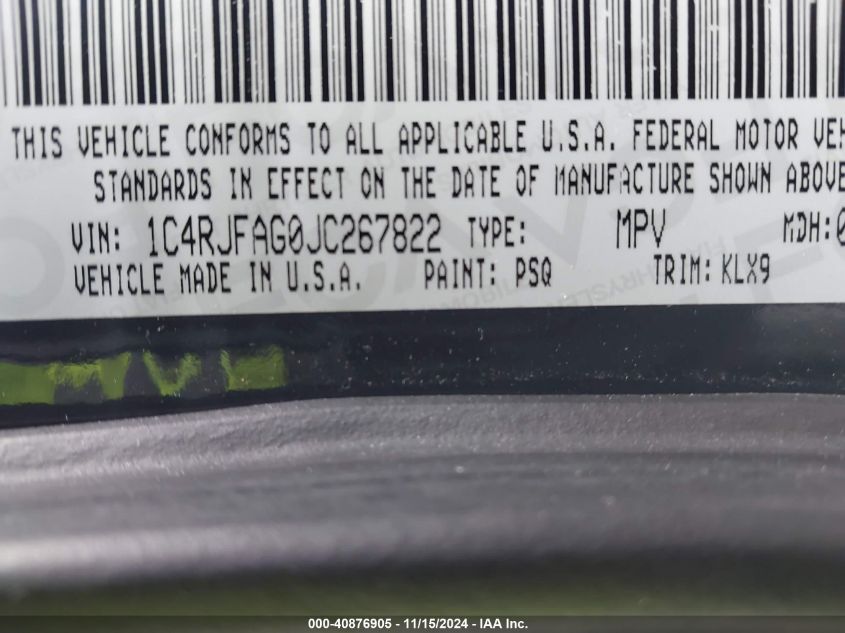 THIS VEHICLE CONFORMS TO ALL APPLICABLE U.S.A. FEDERAL MOTOR VEH
STANDARDS IN EFFECT ON THE DATE OF MANUFACTURE SHOWN ABOVE
VIN: 1C4RJFAG0JC267822 TYPE: MPV MDH:0
VEHICLE MADE IN U.S.A. PAINT: PSQ TRIM: KLX9
000-40876905 - 11/15/2024 - IAA Inc.